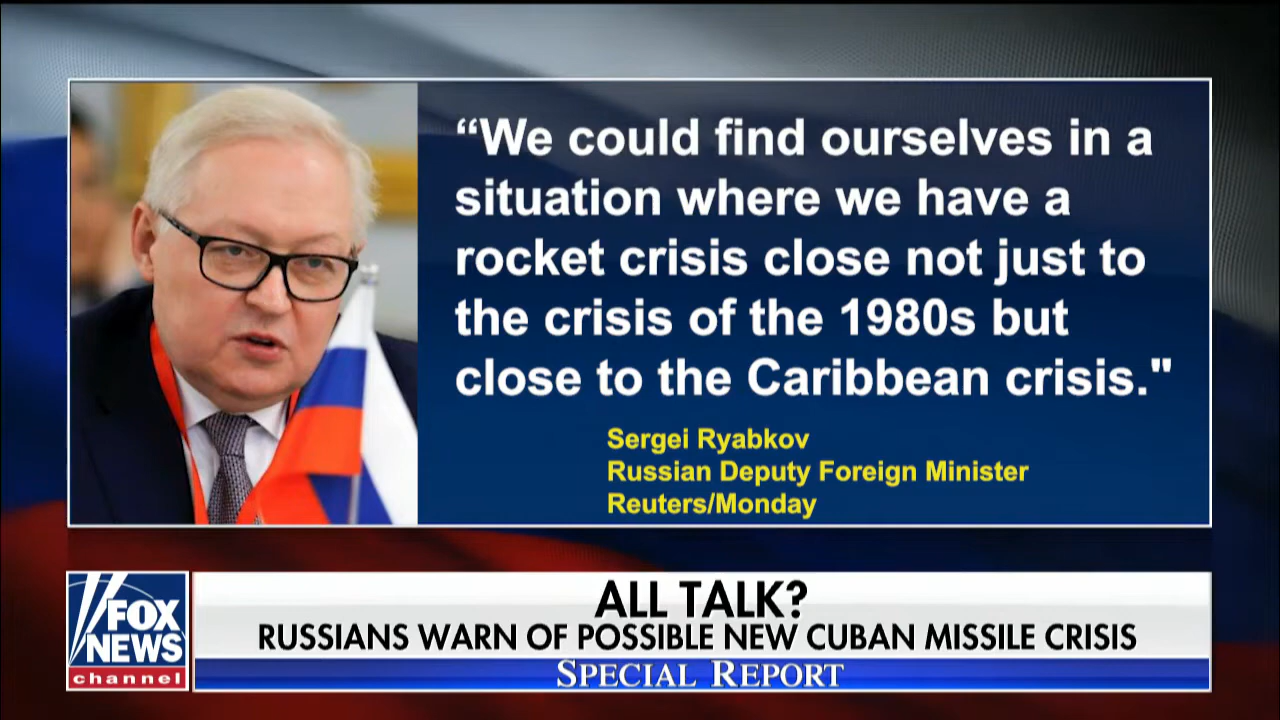 “We could find ourselves in a
situation where we have a
rocket crisis close not just to
the crisis of the 1980s but
close to the Caribbean crisis."
Sergei Ryabkov
Russian Deputy Foreign Minister
Reuters/Monday
ALL TALK?
RUSSIANS WARN OF POSSIBLE NEW CUBAN MISSILE CRISIS
SPECIAL REPORT
FOX
NEWS
channel